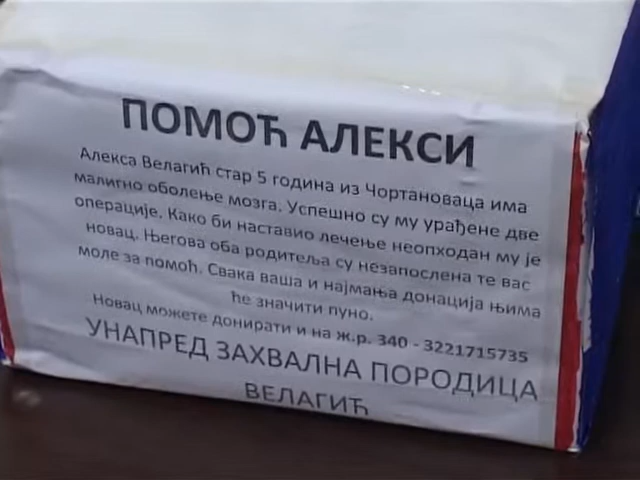 ПОМОЋ АЛЕКСИ
Алекса Велагић стар 5 година из Чортановаца има
малигно оболење мозга. Успешно су му урађене две
операције. Како би наставио лечење неопходан му је
новац. Његова оба родитеља су незапослена те вас
моле за помоћ. Свака ваша и најмања донација њима
ће значити пуно.
Новац можете донирати и на ж.р. 340 - 3221715735
УНАПРЕД ЗАХВАЛНА ПОРОДИЦА
ВЕЛАГИЋ